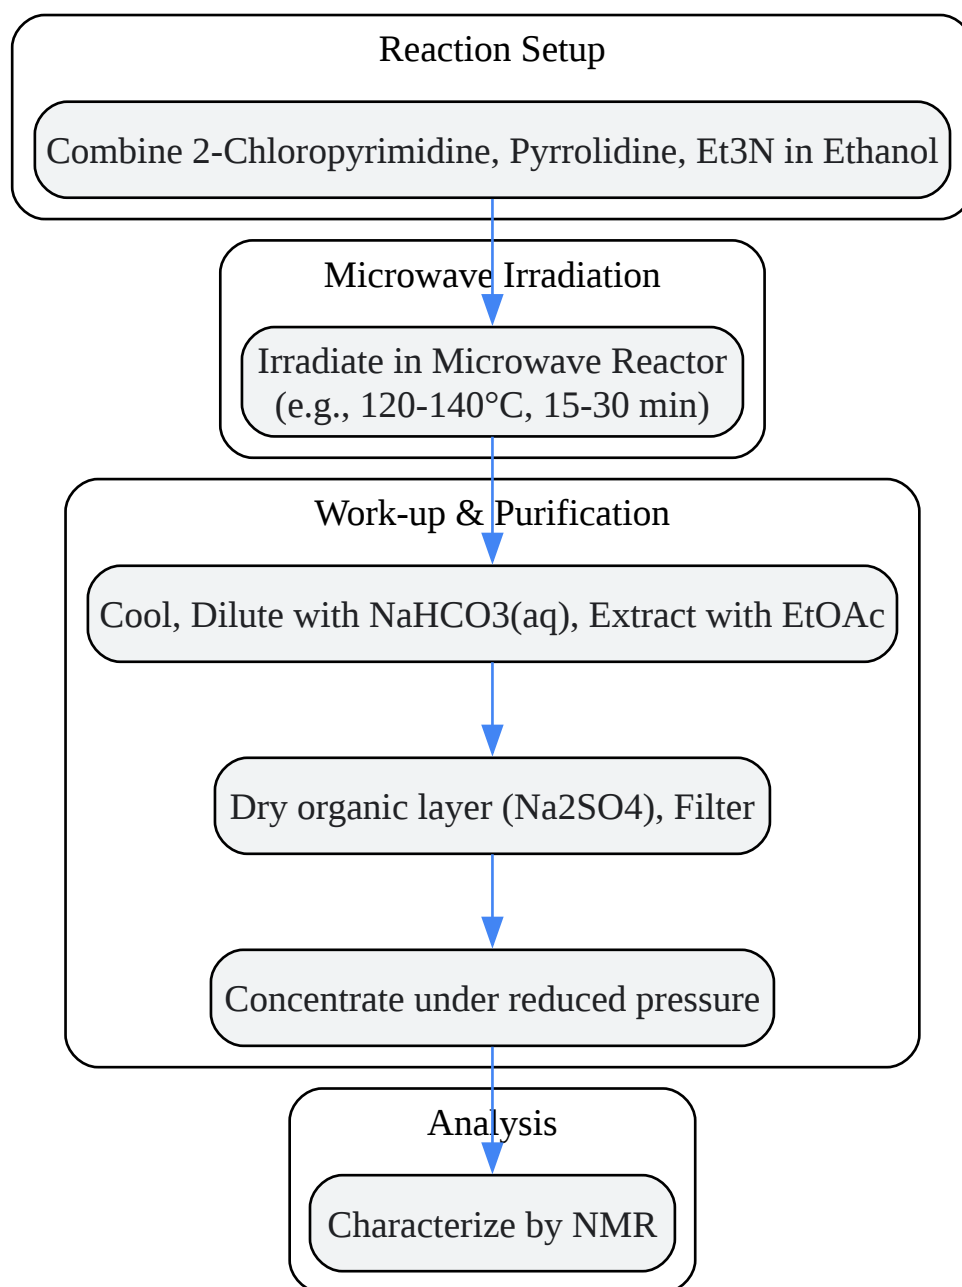 Reaction Setup
Combine 2-Chloropyrimidine, Pyrrolidine, Et3N in Ethanol
Microwave Irradiation
Irradiate in Microwave Reactor
(e.g., 120-140°C, 15-30 min)
Work-up & Purification
Cool, Dilute with NaHCO3(aq), Extract with EtOAc
Dry organic layer (Na2SO4), Filter
Concentrate under reduced pressure
Analysis
Characterize by NMR